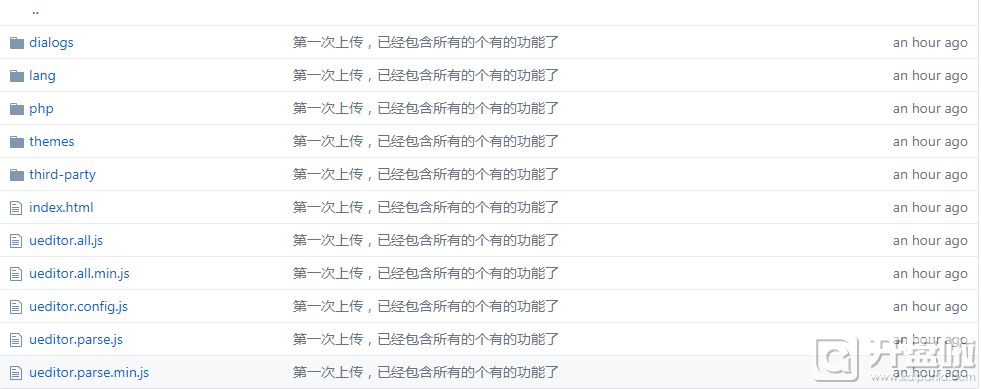 ..
dialogs 第一次上传，已经包含所有的个有的功能了 an hour ago
lang 第一次上传，已经包含所有的个有的功能了 an hour ago
php 第一次上传，已经包含所有的个有的功能了 an hour ago
themes 第一次上传，已经包含所有的个有的功能了 an hour ago
third-party 第一次上传，已经包含所有的个有的功能了 an hour ago
index.html 第一次上传，已经包含所有的个有的功能了 an hour ago
ueditor.all.js 第一次上传，已经包含所有的个有的功能了 an hour ago
ueditor.all.min.js 第一次上传，已经包含所有的个有的功能了 an hour ago
ueditor.config.js 第一次上传，已经包含所有的个有的功能了 an hour ago
ueditor.parse.js 第一次上传，已经包含所有的个有的功能了 an hour ago
ueditor.parse.min.js 第一次上传，已经包含所有的个有的功能了 an hour ago
开盘啦